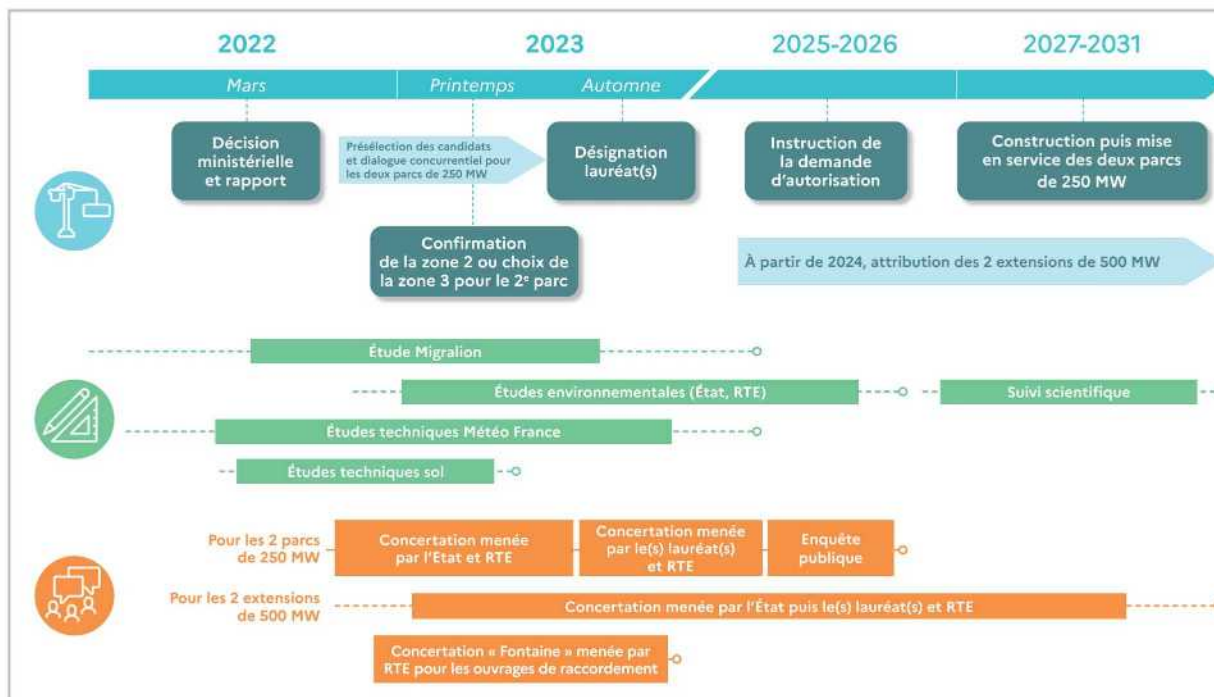 2022
2023
2025-2026
2027-2031
Mars
Printemps
Automne
Décision
ministérielle
et rapport
Présélection des candidats
et dialogue concurrentiel pour
les deux parcs de 250 MW
Désignation
lauréat(s)
Instruction de
la demande
d'autorisation
Construction puis mise
en service des deux parcs
de 250 MW
Confirmation
de la zone 2 ou choix de
la zone 3 pour le 2e parc
À partir de 2024, attribution des 2 extensions de 500 MW
Étude Migralion
Études environnementales (État, RTE)
Suivi scientifique
Études techniques Météo France
Études techniques sol
Pour les 2 parcs
de 250 MW
Concertation menée
par l'État et RTE
Concertation menée
par le(s) lauréat(s)
et RTE
Enquête
publique
Pour les 2 extensions
de 500 MW
Concertation menée par l'État puis le(s) lauréat(s) et RTE
Concertation « Fontaine » menée par
RTE pour les ouvrages de raccordement